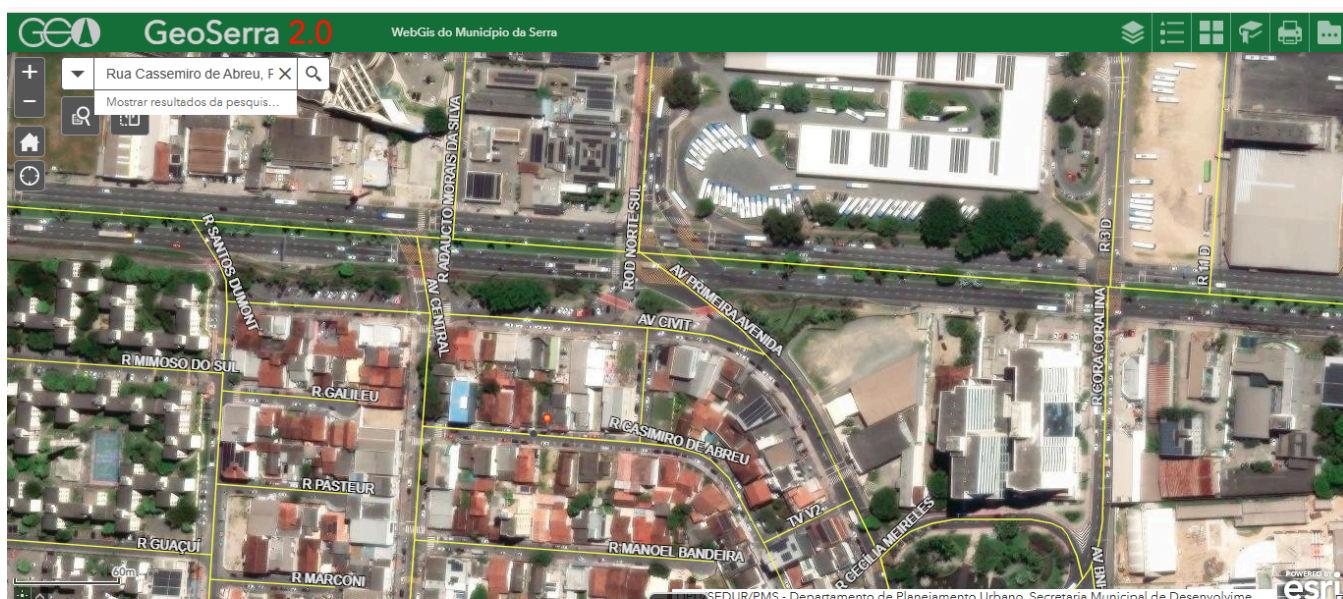 GEO GeoSerra 2.0 WebGis do Município da Serra
+ Rua Cassemiro de Abreu, F
Mostrar resultados da pesquis...
R SANTOS DUMONT
R ADAUCTO MORAIS DA SILVA
ROD NORTE SUL
R 3 D
R 11 D
AV PRIMEIRA AVENIDA
AV CENTRAL
AV CIVIT
R CORA CORALINA
R MIMOSO DO SUL
R GALILEU
R CASIMIRO DE ABREU
R PASTEUR
TV V2
R CECÍLIA MEIRELES
R GUAÇUÍ
R MANOEL BANDEIRA
R MARCONI
60m
POWERED BY
esri
SEDUR/PMS - Departamento de Planejamento Urbano, Secretaria Municipal de Desenvolvime